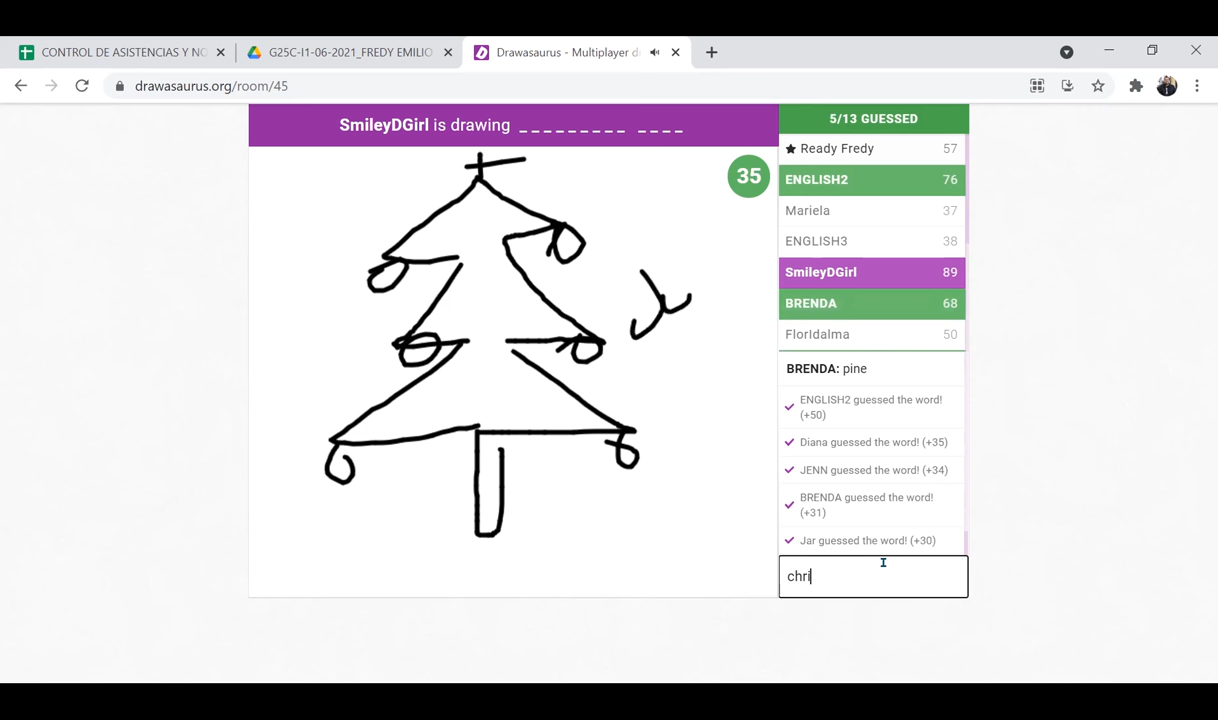 CONTROL DE ASISTENCIAS Y NO
G25C-I1-06-2021_FREDY EMILIO
Drawasaurus - Multiplayer d
drawasaurus.org/room/45
SmileyDGirl is drawing _ _ _ _ _ _ _ _ _ _ _ _ _
35
5/13 GUESSED
★ Ready Fredy 57
ENGLISH2 76
Mariela 37
ENGLISH3 38
SmileyDGirl 89
BRENDA 68
FlorIdalma 50
BRENDA: pine
ENGLISH2 guessed the word!
(+50)
Diana guessed the word! (+35)
JENN guessed the word! (+34)
BRENDA guessed the word!
(+31)
Jar guessed the word! (+30)
chri